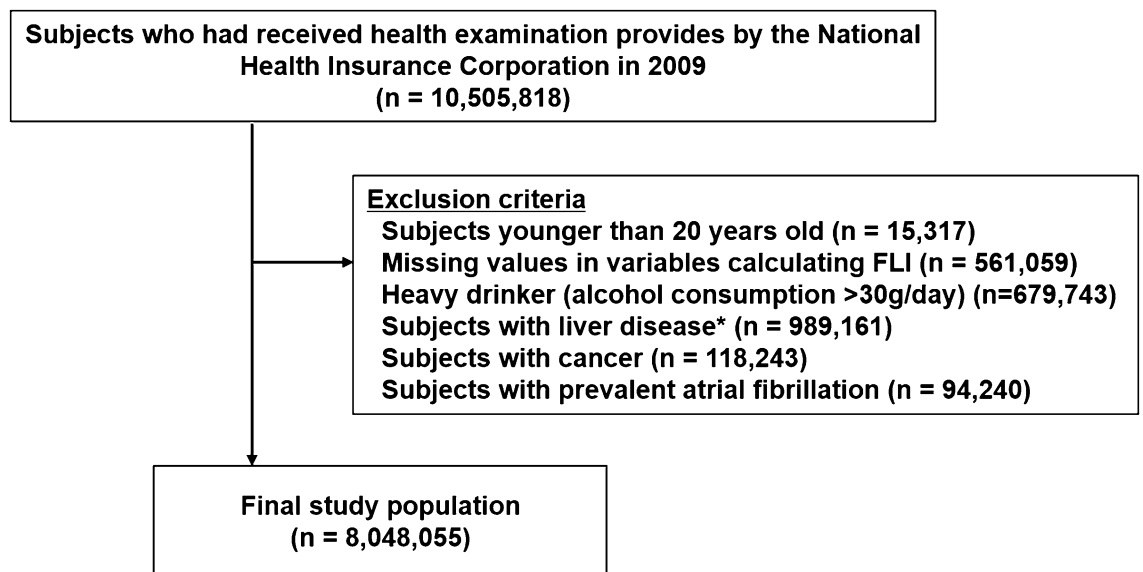 Subjects who had received health examination provides by the National
Health Insurance Corporation in 2009
(n = 10,505,818)
Exclusion criteria
Subjects younger than 20 years old (n = 15,317)
Missing values in variables calculating FLI (n = 561,059)
Heavy drinker (alcohol consumption >30g/day) (n=679,743)
Subjects with liver disease* (n = 989,161)
Subjects with cancer (n = 118,243)
Subjects with prevalent atrial fibrillation (n = 94,240)
Final study population
(n = 8,048,055)